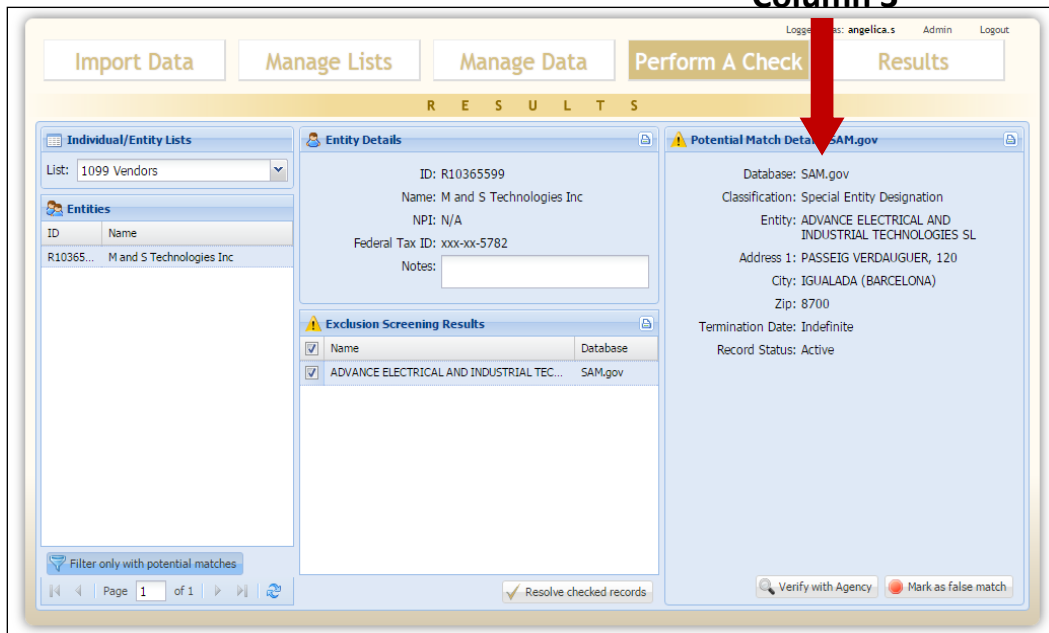 Column 3
Logge as: angelica.s Admin Logout
Import Data Manage Lists Manage Data Perform A Check Results
RESULTS
Individual/Entity Lists
List: 1099 Vendors
Entities
ID Name
R10365... M and S Technologies Inc
Filter only with potential matches
Page 1 of 1
Entity Details
ID: R10365599
Name: M and S Technologies Inc
NPI: N/A
Federal Tax ID: xxx-xx-5782
Notes:
Exclusion Screening Results
Name Database
ADVANCE ELECTRICAL AND INDUSTRIAL TEC... SAM.gov
Resolve checked records
Potential Match Deta SAM.gov
Database: SAM.gov
Classification: Special Entity Designation
Entity: ADVANCE ELECTRICAL AND
INDUSTRIAL TECHNOLOGIES SL
Address 1: PASSEIG VERDAUGUER, 120
City: IGUALADA (BARCELONA)
Zip: 8700
Termination Date: Indefinite
Record Status: Active
Verify with Agency Mark as false match